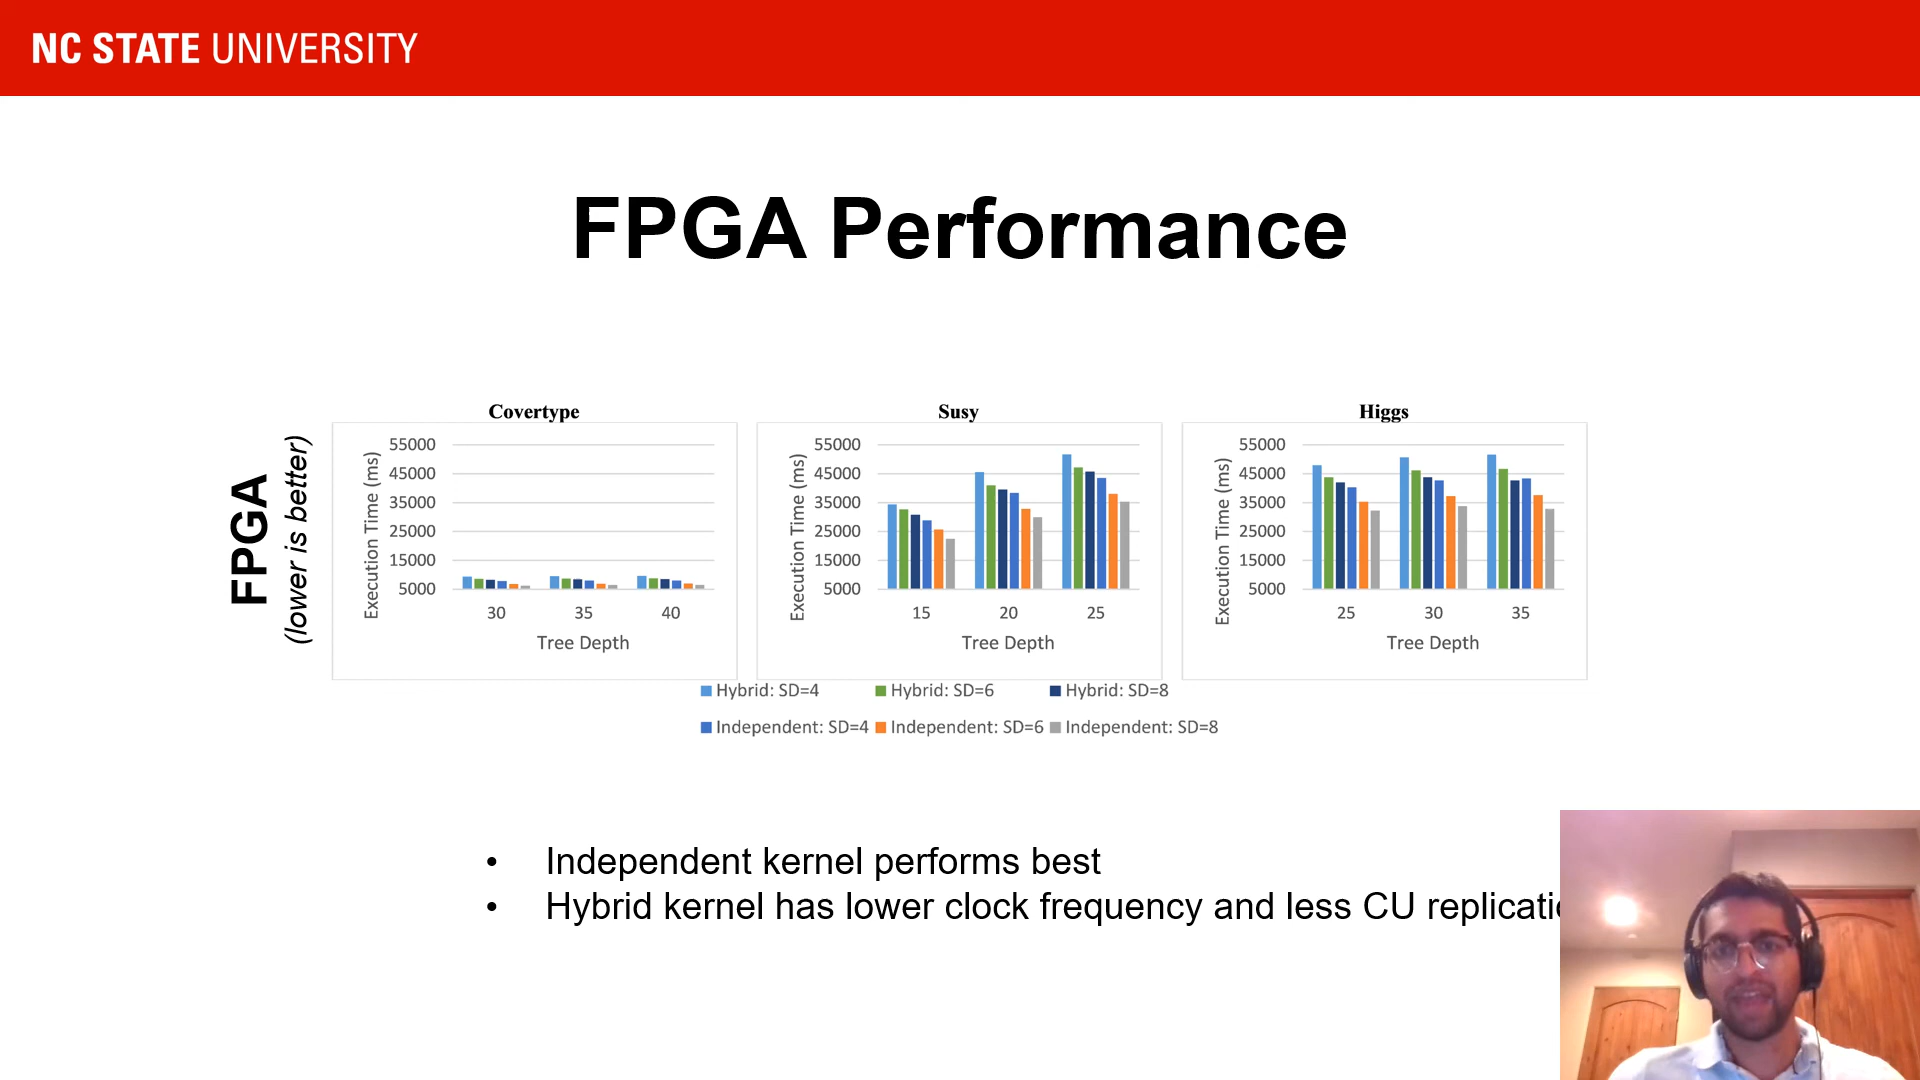 NC STATE UNIVERSITY
FPGA Performance
FPGA
(lower is better)
Covertype
Execution Time (ms)
55000
45000
35000
25000
15000
5000
30 35 40
Tree Depth
Susy
Execution Time (ms)
55000
45000
35000
25000
15000
5000
15 20 25
Tree Depth
Higgs
Execution Time (ms)
55000
45000
35000
25000
15000
5000
25 30 35
Tree Depth
Hybrid: SD=4 Hybrid: SD=6 Hybrid: SD=8
Independent: SD=4 Independent: SD=6 Independent: SD=8
• Independent kernel performs best
• Hybrid kernel has lower clock frequency and less CU